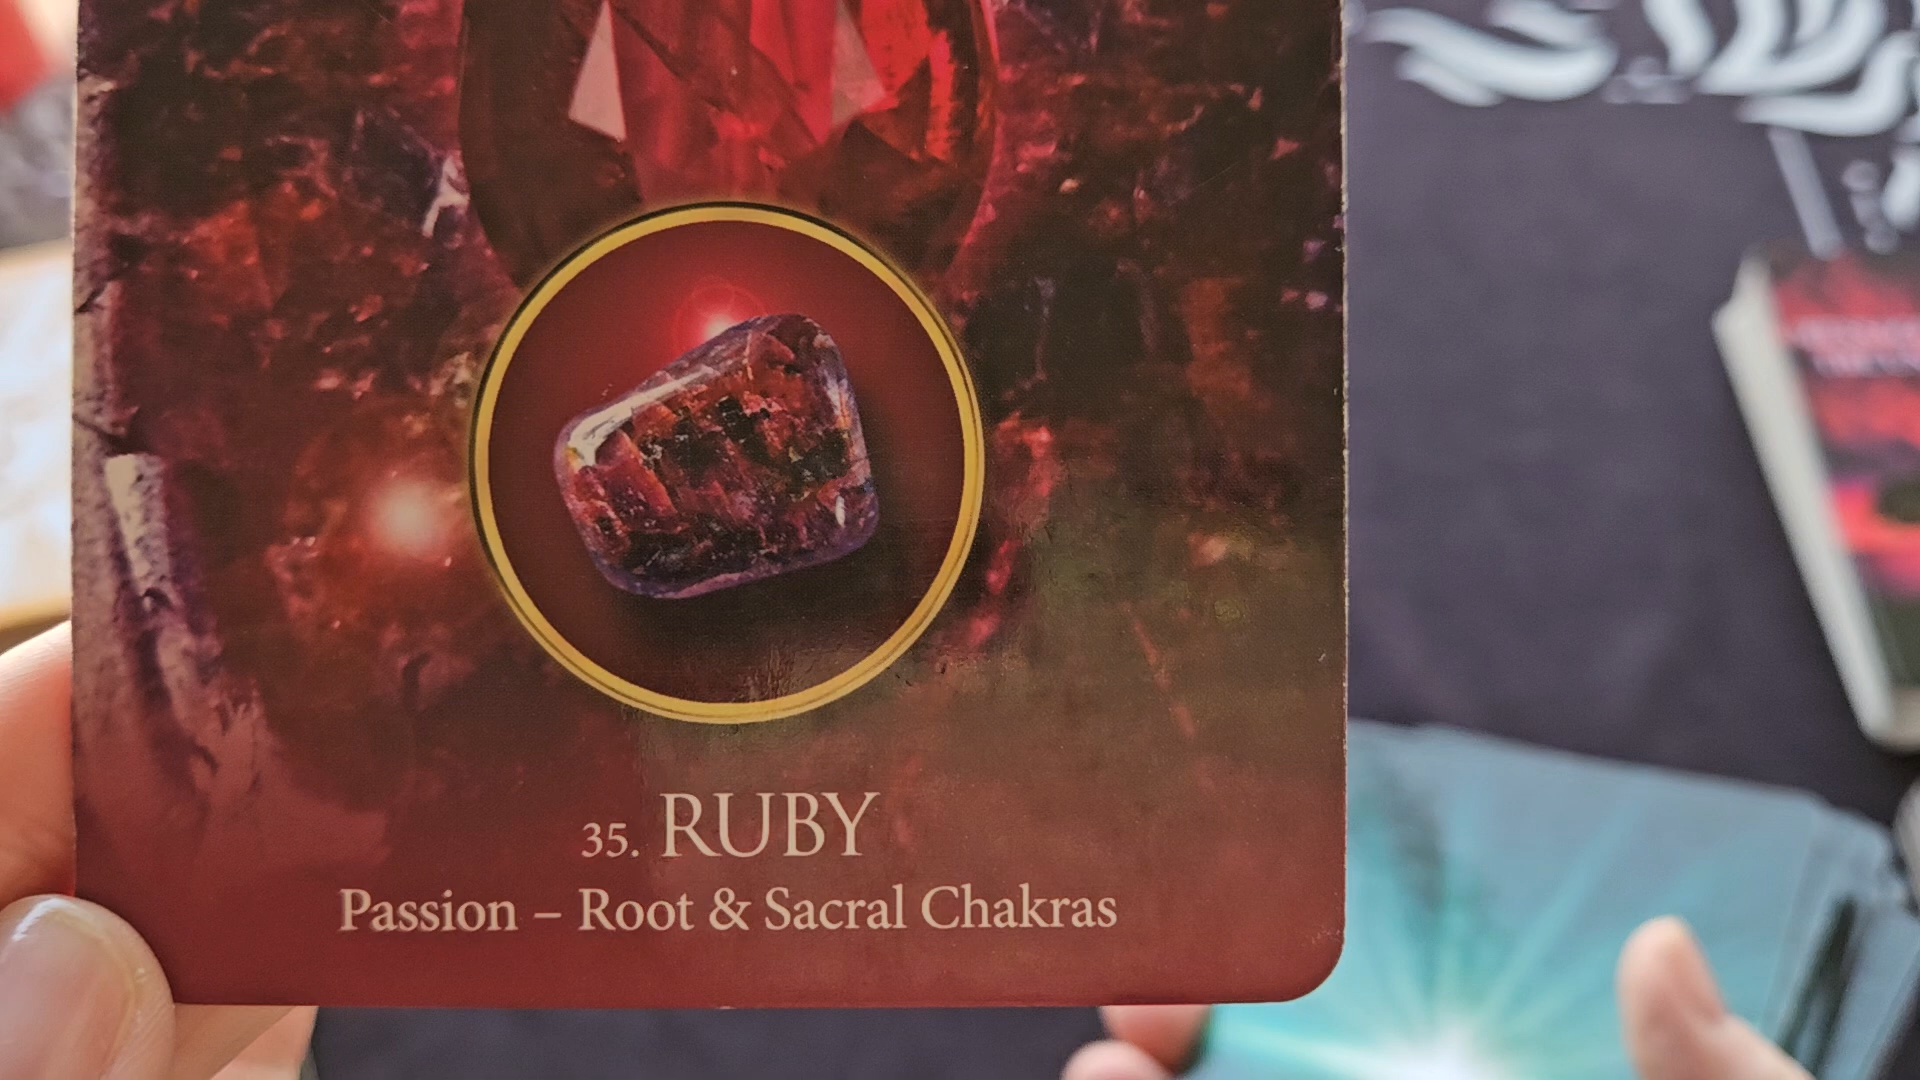 35. RUBY
Passion – Root & Sacral Chakras